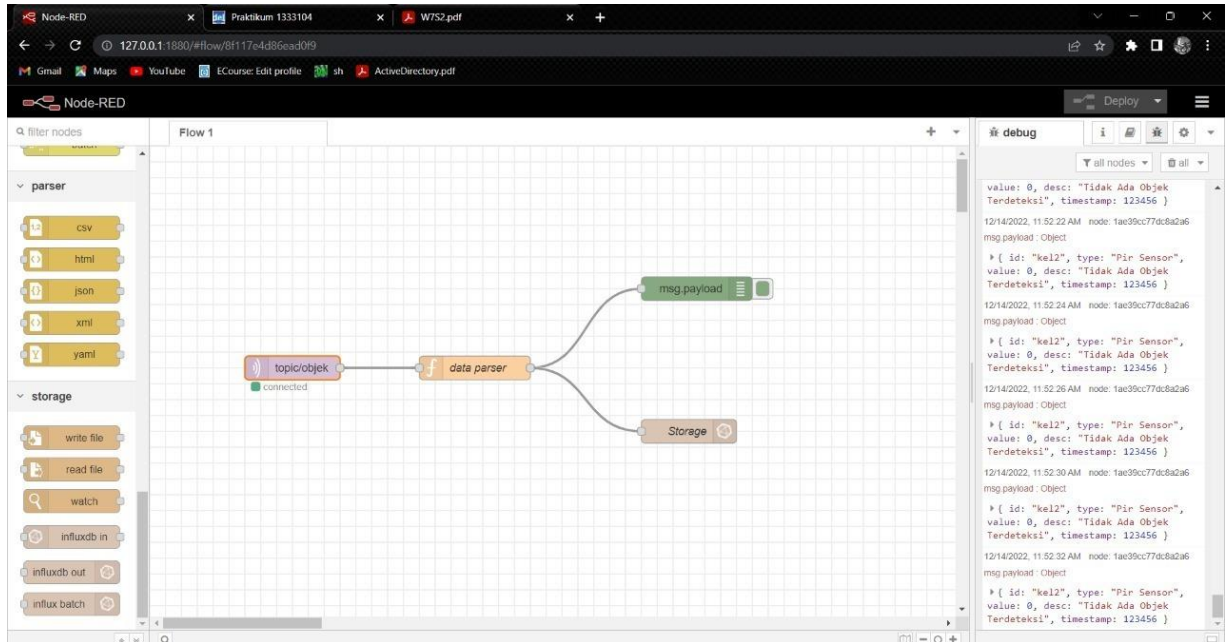 Node-RED
Praktikum 1333104
W7S2.pdf
127.0.0.1:1880/#flow/8f117e4d86ead0f9
Gmail
Maps
YouTube
ECourse: Edit profile
sh
ActiveDirectory.pdf
Node-RED
Deploy
filter nodes
Flow 1
debug
all nodes
all
batch
parser
csv
html
json
xml
yaml
storage
write file
read file
watch
influxdb in
influxdb out
influx batch
topic/objek
connected
data parser
msg.payload
Storage
value: 0, desc: "Tidak Ada Objek
Terdeteksi", timestamp: 123456 }
12/14/2022, 11:52:22 AM node: 1ae39cc77dc8a2a6
msg.payload : Object
{ id: "kel2", type: "Pir Sensor",
value: 0, desc: "Tidak Ada Objek
Terdeteksi", timestamp: 123456 }
12/14/2022, 11:52:24 AM node: 1ae39cc77dc8a2a6
msg.payload : Object
{ id: "kel2", type: "Pir Sensor",
value: 0, desc: "Tidak Ada Objek
Terdeteksi", timestamp: 123456 }
12/14/2022, 11:52:26 AM node: 1ae39cc77dc8a2a6
msg.payload : Object
{ id: "kel2", type: "Pir Sensor",
value: 0, desc: "Tidak Ada Objek
Terdeteksi", timestamp: 123456 }
12/14/2022, 11:52:30 AM node: 1ae39cc77dc8a2a6
msg.payload : Object
{ id: "kel2", type: "Pir Sensor",
value: 0, desc: "Tidak Ada Objek
Terdeteksi", timestamp: 123456 }
12/14/2022, 11:52:32 AM node: 1ae39cc77dc8a2a6
msg.payload : Object
{ id: "kel2", type: "Pir Sensor",
value: 0, desc: "Tidak Ada Objek
Terdeteksi", timestamp: 123456 }